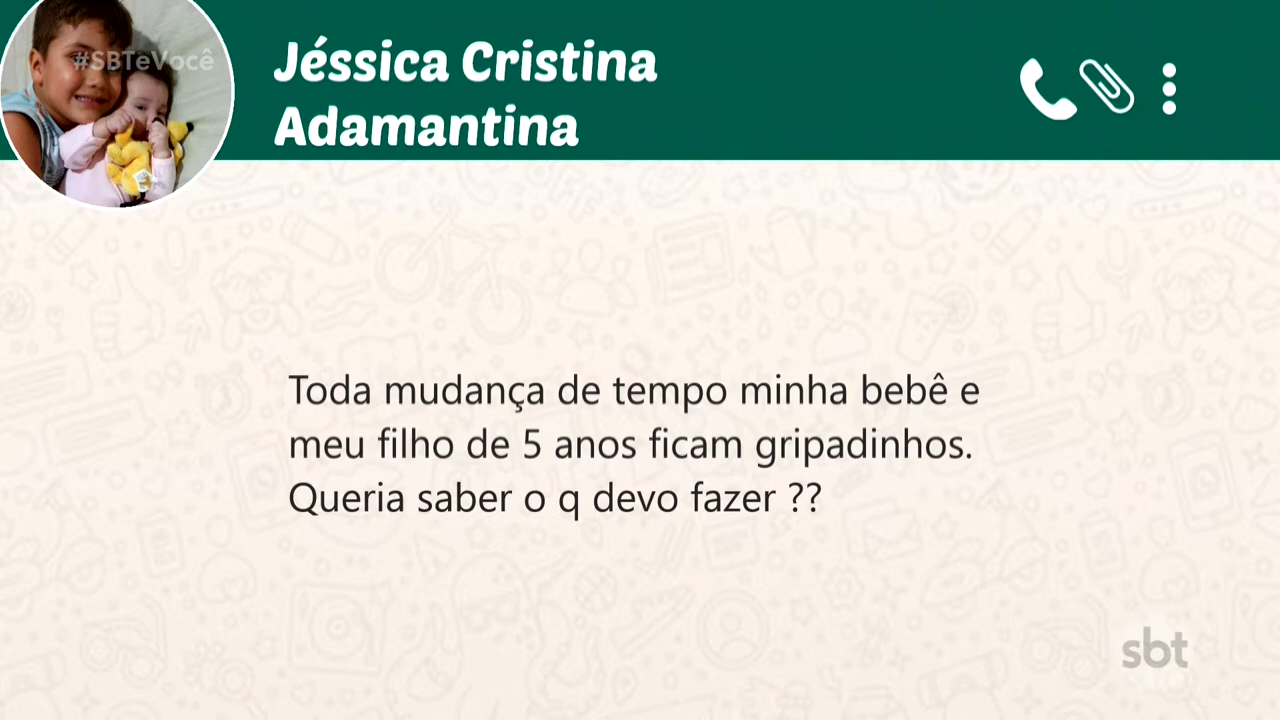 #SBTeVocê
Jéssica Cristina
Adamantina
Toda mudança de tempo minha bebê e
meu filho de 5 anos ficam gripadinhos.
Queria saber o q devo fazer ??
sbt